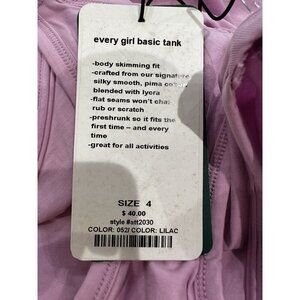 every girl basic tank
-body skimming fit
-crafted from our signature
silky smooth, pima
blended with lycra
-flat seams won't
rub or scratch
-preshrunk so it fits the
first time – and every
time
-great for all activities
SIZE 4
$ 40.00
style #att2030
COLOR: 052/ COLOR: LILAC